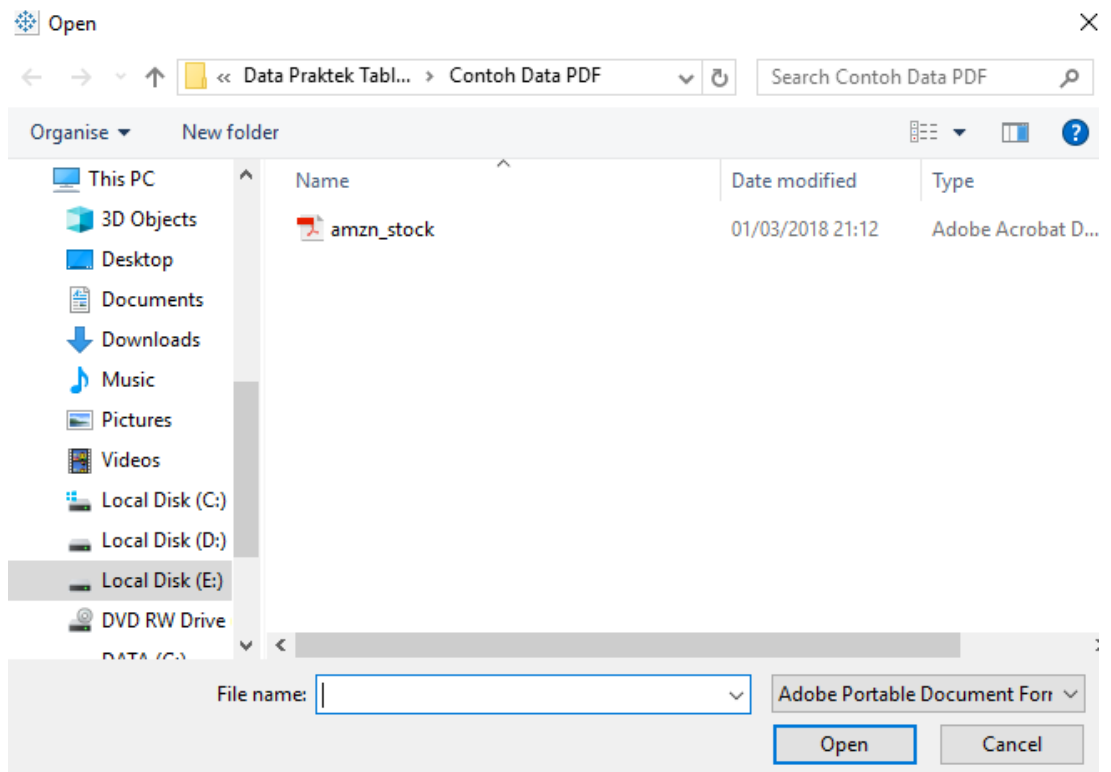 Open
« Data Praktek Tabl... › Contoh Data PDF
Search Contoh Data PDF
Organise
New folder
This PC
3D Objects
Desktop
Documents
Downloads
Music
Pictures
Videos
Local Disk (C:)
Local Disk (D:)
Local Disk (E:)
DVD RW Drive
Name Date modified Type
amzn_stock 01/03/2018 21:12 Adobe Acrobat D...
File name:
Adobe Portable Document Forr
Open Cancel